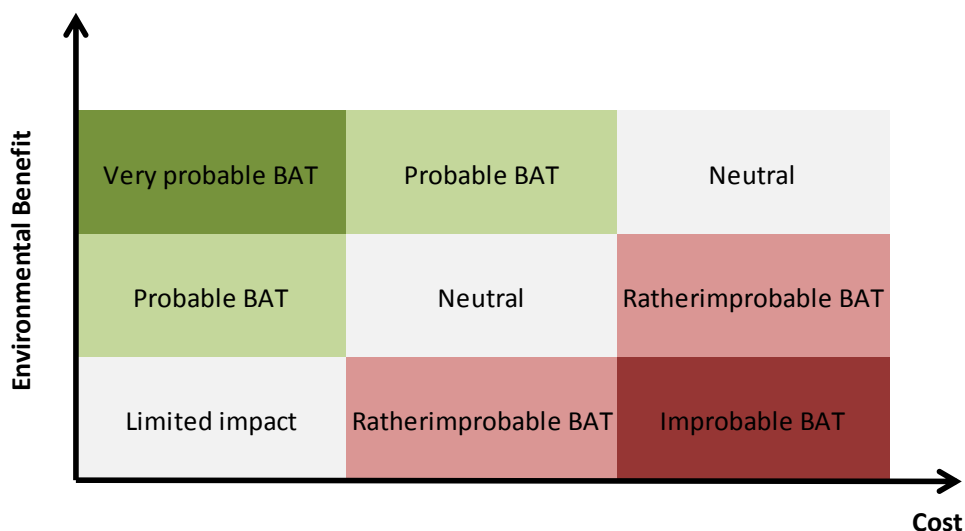 Environmental Benefit
Very probable BAT
Probable BAT
Neutral
Probable BAT
Neutral
Ratherimprobable BAT
Limited impact
Ratherimprobable BAT
Improbable BAT
Cost